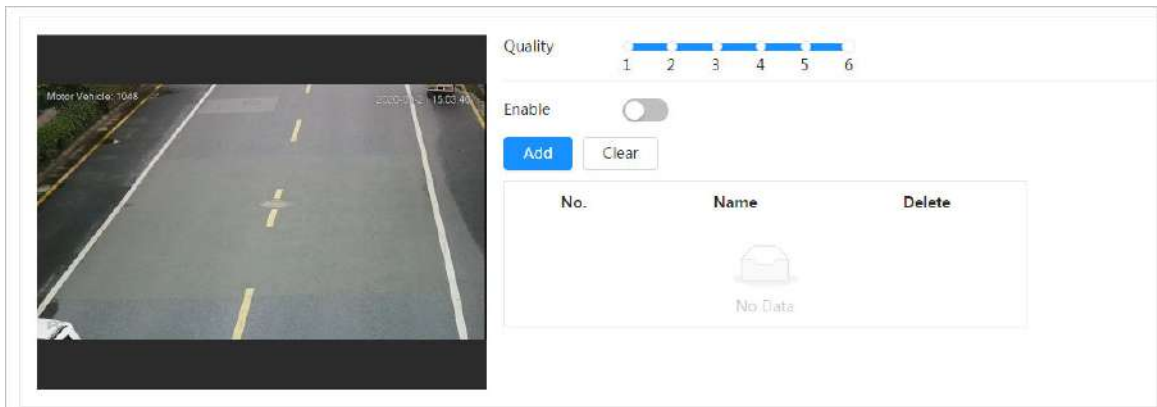 Quality
1 2 3 4 5 6
Motor Vehicle: 1048
15:03:40
Enable
Add Clear
No. Name Delete
No Data